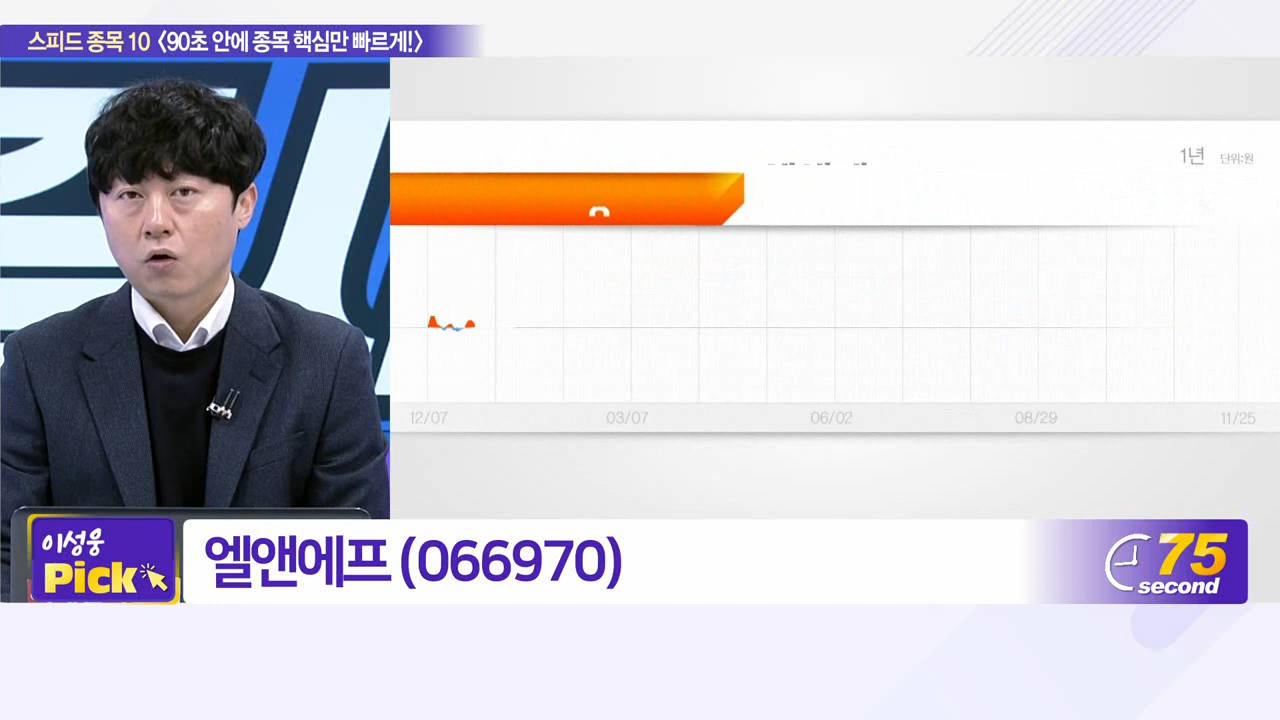 스피드 종목 10 <90초 안에 종목 핵심만 빠르게!>
1년 단위:원
12/07 03/07 06/02 08/29 11/25
이성웅
Pick
엘앤에프 (066970)
75
second